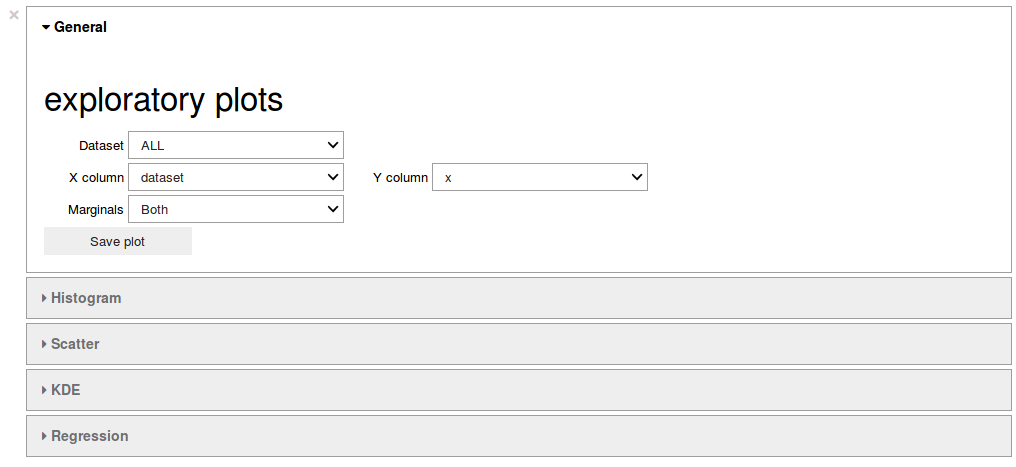 General
exploratory plots
Dataset ALL
X column dataset Y column x
Marginals Both
Save plot
Histogram
Scatter
KDE
Regression